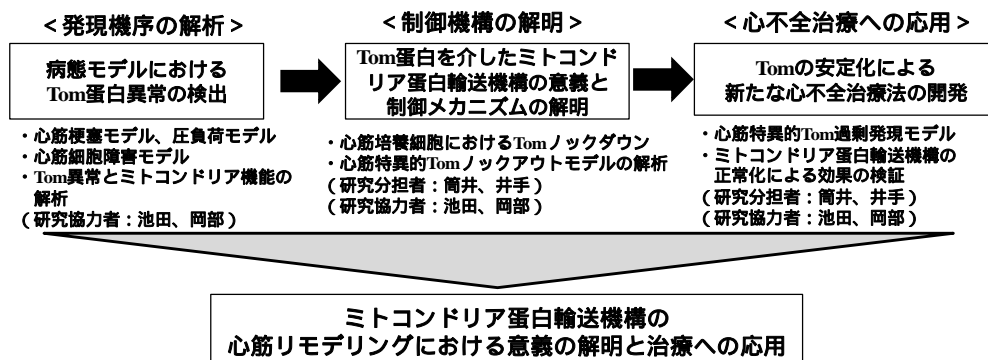 ＜発現機序の解析＞
病態モデルにおける
Tom蛋白異常の検出
・心筋梗塞モデル、圧負荷モデル
・心筋細胞障害モデル
・Tom異常とミトコンドリア機能の
解析
（研究協力者：池田、岡部）
＜制御機構の解明＞
Tom蛋白を介したミトコンド
リア蛋白輸送機構の意義と
制御メカニズムの解明
・心筋培養細胞におけるTomノックダウン
・心筋特異的Tomノックアウトモデルの解析
（研究分担者：筒井、井手）
（研究協力者：池田、岡部）
＜心不全治療への応用＞
Tomの安定化による
新たな心不全治療法の開発
・心筋特異的Tom過剰発現モデル
・ミトコンドリア蛋白輸送機構の
正常化による効果の検証
（研究分担者：筒井、井手）
（研究協力者：池田、岡部）
ミトコンドリア蛋白輸送機構の
心筋リモデリングにおける意義の解明と治療への応用